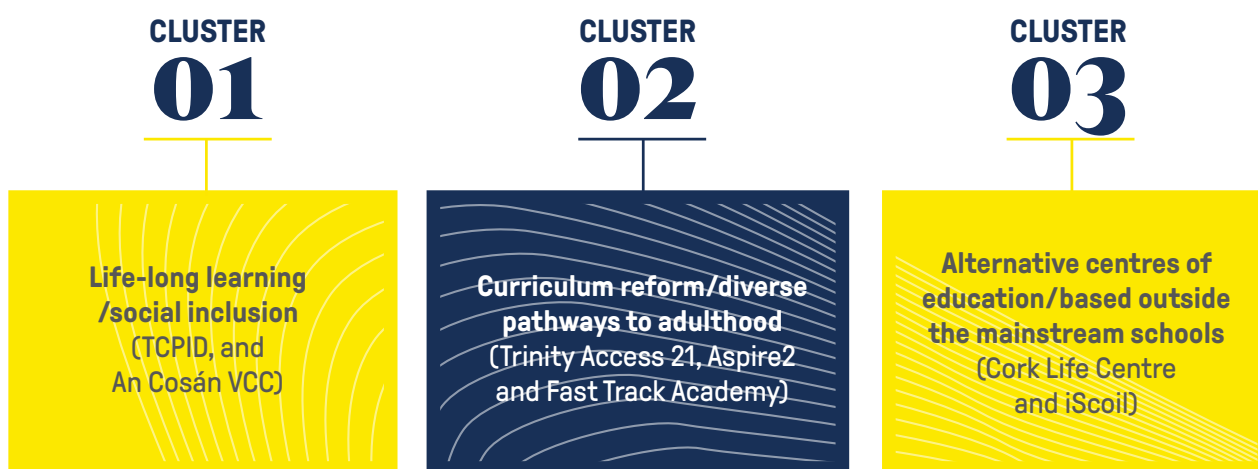 CLUSTER
01
Life-long learning
/social inclusion
(TCPID, and
An Cosán VCC)
CLUSTER
02
Curriculum reform/diverse
pathways to adulthood
(Trinity Access 21, Aspire2
and Fast Track Academy)
CLUSTER
03
Alternative centres of
education/based outside
the mainstream schools
(Cork Life Centre
and iScoil)